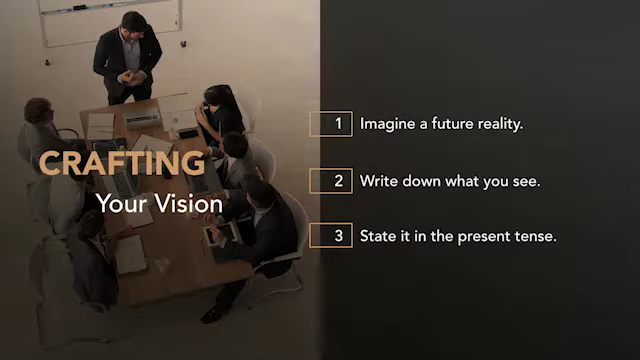 CRAFTING
Your Vision
1 Imagine a future reality.
2 Write down what you see.
3 State it in the present tense.